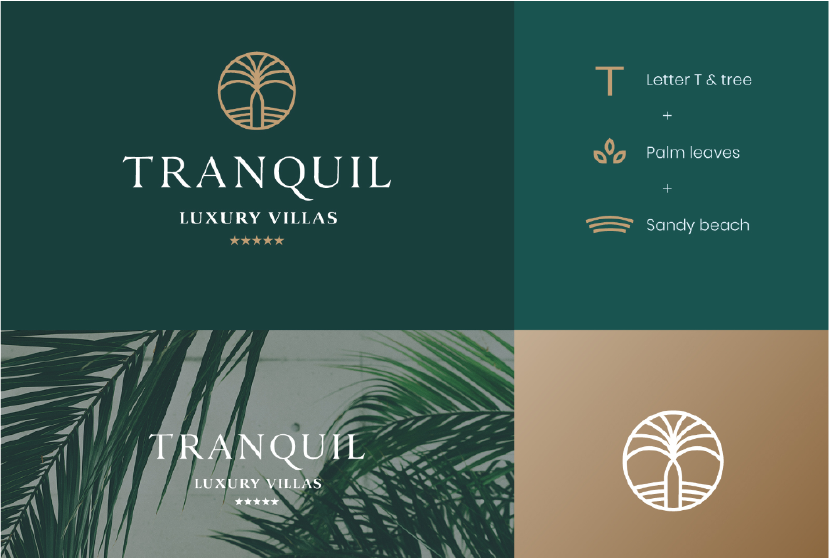 TRANQUIL
LUXURY VILLAS
T
Letter T & tree
+
Palm leaves
+
Sandy beach
TRANQUIL
LUXURY VILLAS